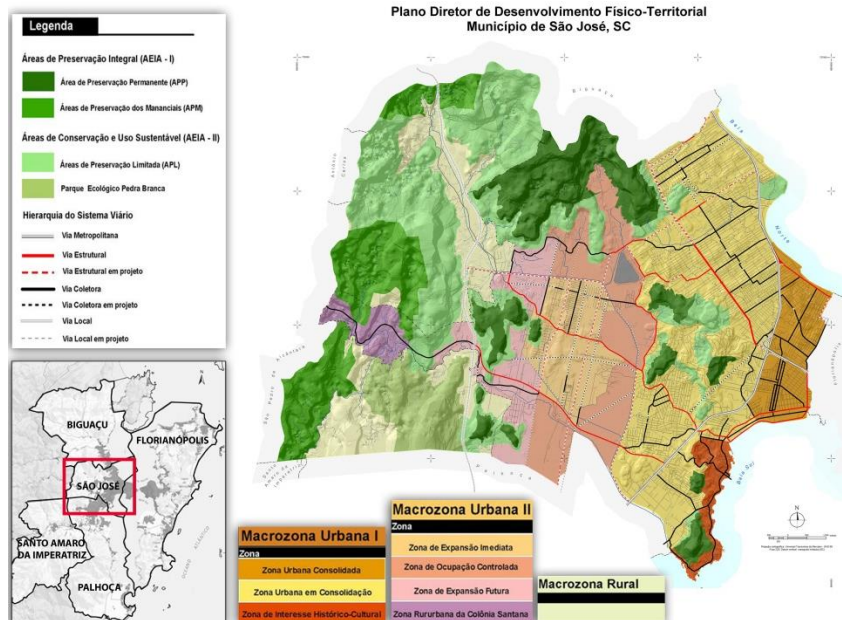 Plano Diretor de Desenvolvimento Físico-Territorial
Município de São José, SC
Legenda
Áreas de Preservação Integral (AEIA - I)
Área de Preservação Permanente (APP)
Áreas de Preservação dos Mananciais (APM)
Áreas de Conservação e Uso Sustentável (AEIA - II)
Áreas de Preservação Limitada (APL)
Parque Ecológico Pedra Branca
Hierarquia do Sistema Viário
Via Metropolitana
Via Estrutural
Via Estrutural em projeto
Via Coletora
Via Coletora em projeto
Via Local
Via Local em projeto
Biguaçu
Baía
Norte
Baía Sul
Palhoça
BIGUAÇU
FLORIANÓPOLIS
SÃO JOSÉ
SANTO AMARO
DA IMPERATRIZ
PALHOÇA
Macrozona Urbana I
Zona
Zona Urbana Consolidada
Zona Urbana em Consolidação
Zona de Interesse Histórico-Cultural
Macrozona Urbana II
Zona
Zona de Expansão Imediata
Zona de Ocupação Controlada
Zona de Expansão Futura
Zona Rururbana da Colônia Santana
Macrozona Rural